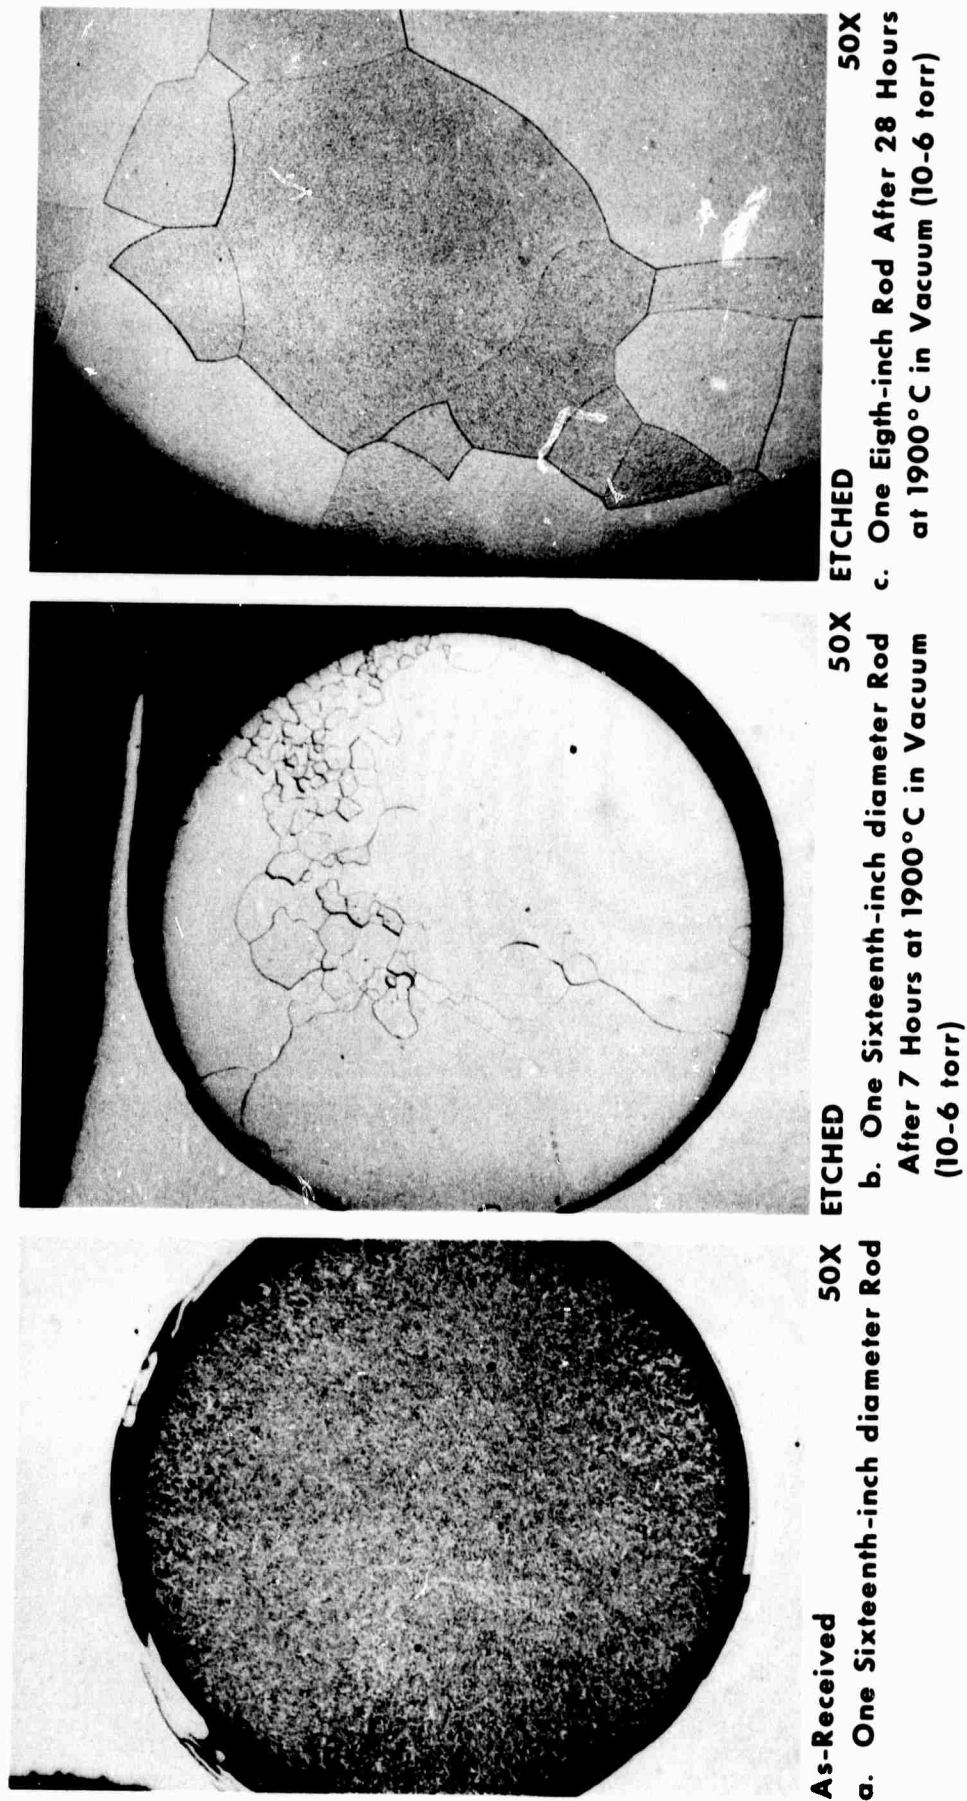 As-Received 50X
a. One Sixteenth-inch diameter Rod
ETCHED 50X
b. One Sixteenth-inch diameter Rod
After 7 Hours at 1900°C in Vacuum
(10-6 torr)
ETCHED 50X
c. One Eigth-inch Rod After 28 Hours
at 1900°C in Vacuum (10-6 torr)